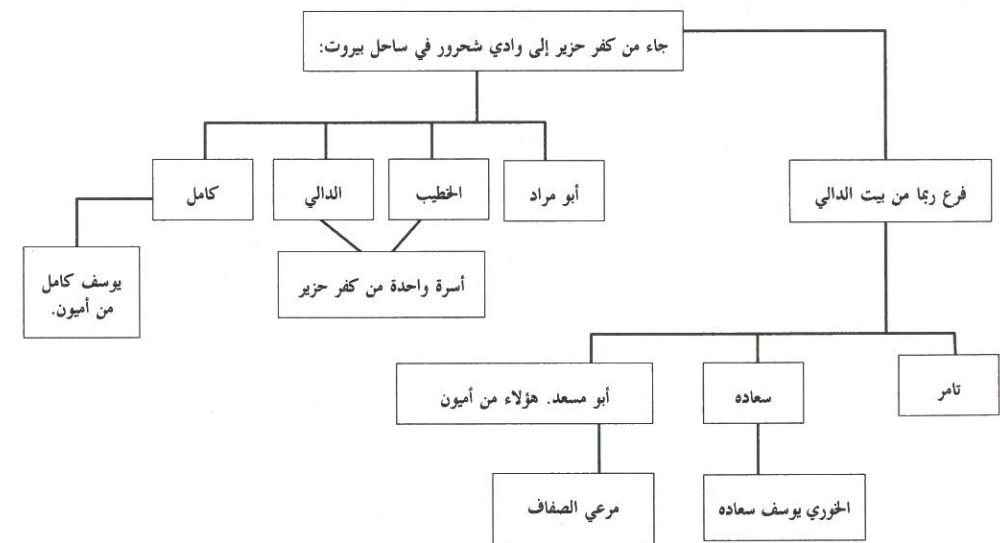 جاء من كفر حزير إلى وادي شحرور في ساحل بيروت:
فرع ربما من بيت الدالي
أبو مراد
الخطيب
الدالي
كامل
أسرة واحدة من كفر حزير
يوسف كامل
من أميون.
تامر
سعاده
أبو مسعد. هؤلاء من أميون
الخوري يوسف سعاده
مرعي الصفاف